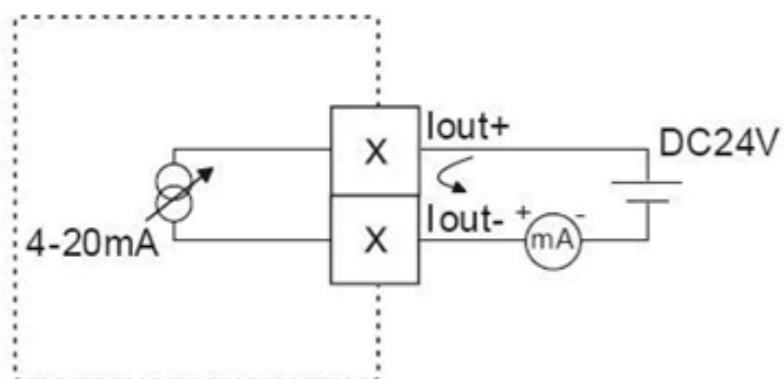 Iout+
DC24V
X
Iout-
+
-
mA
X
4-20mA